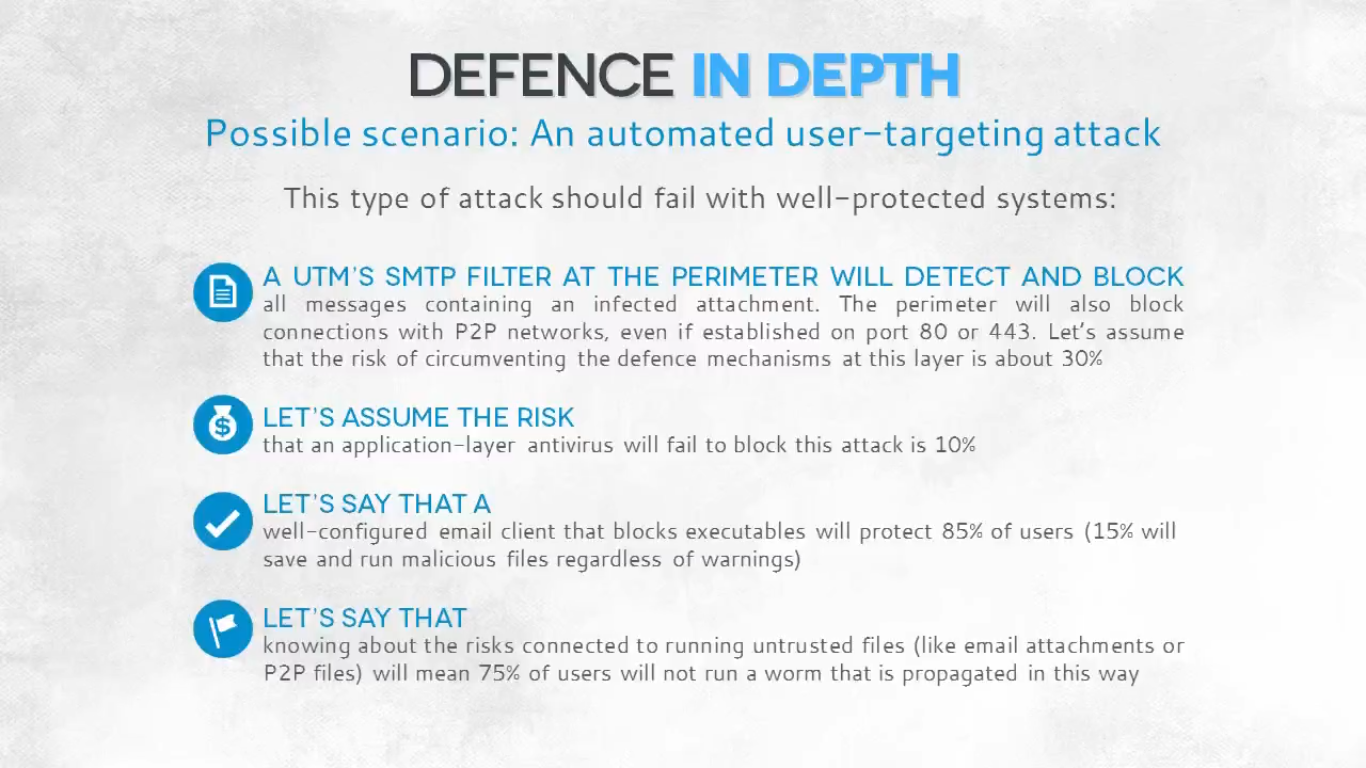 DEFENCE IN DEPTH
Possible scenario: An automated user-targeting attack
This type of attack should fail with well-protected systems:
A UTM'S SMTP FILTER AT THE PERIMETER WILL DETECT AND BLOCK
all messages containing an infected attachment. The perimeter will also block
connections with P2P networks, even if established on port 80 or 443. Let's assume
that the risk of circumventing the defence mechanisms at this layer is about 30%
LET'S ASSUME THE RISK
that an application-layer antivirus will fail to block this attack is 10%
LET'S SAY THAT A
well-configured email client that blocks executables will protect 85% of users (15% will
save and run malicious files regardless of warnings)
LET'S SAY THAT
knowing about the risks connected to running untrusted files (like email attachments or
P2P files) will mean 75% of users will not run a worm that is propagated in this way